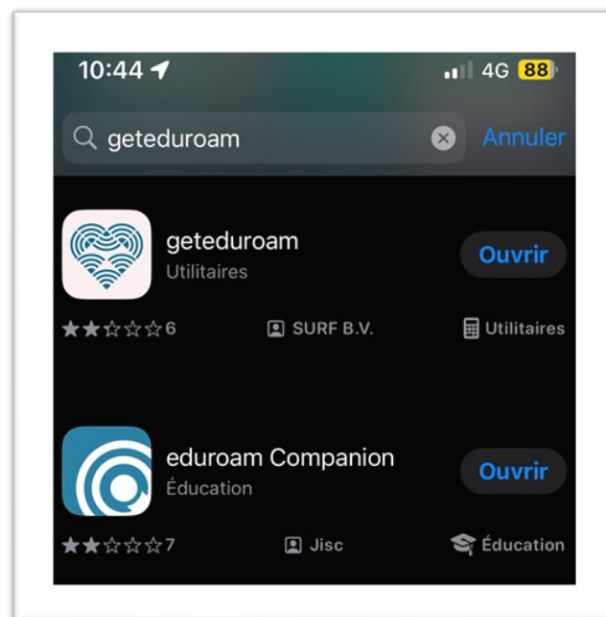 10:44 4G 88
geteduroam Annuler
geteduroam
Utilitaires
Ouvrir
6 SURF B.V. Utilitaires
eduroam Companion
Éducation
Ouvrir
7 Jisc Éducation